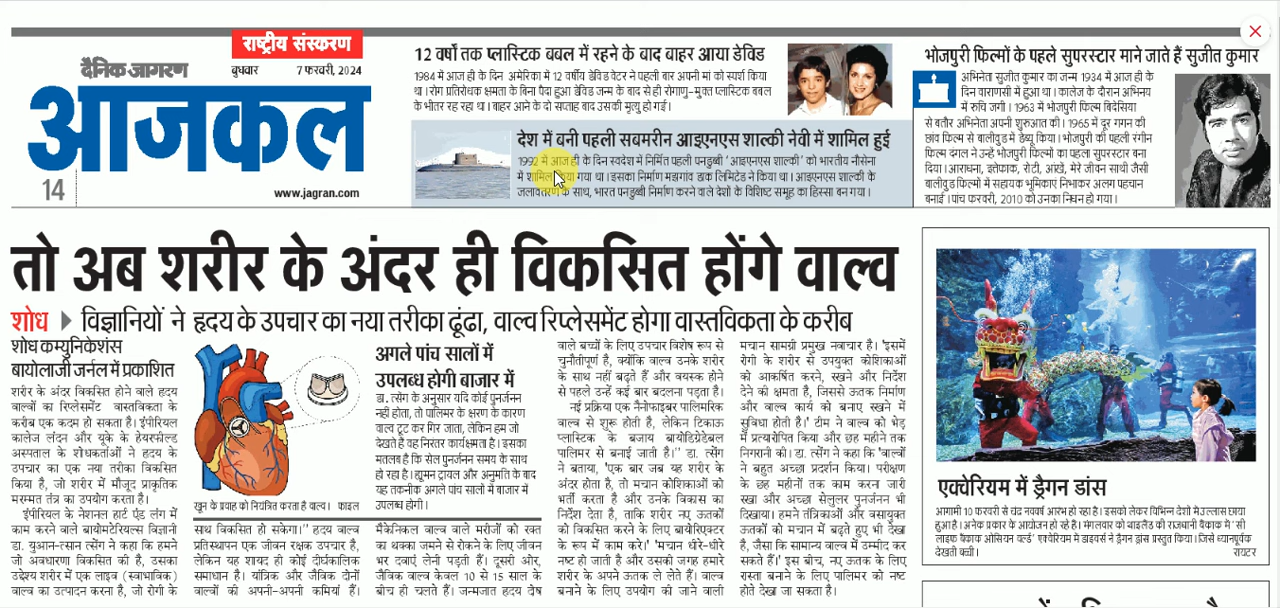 राष्ट्रीय संस्करण
दैनिक जागरण
बुधवार 7 फरवरी, 2024
आजकल
14
www.jagran.com
12 वर्षों तक प्लास्टिक बबल में रहने के बाद बाहर आया डेविड
1984 में आज ही के दिन अमेरिका में 12 वर्षीय डेविड वेटर ने पहली बार अपनी मां को स्पर्श किया
था। रोग प्रतिरोधक क्षमता के बिना पैदा हुआ डेविड जन्म के बाद से ही रोगाणु-मुक्त प्लास्टिक बबल
के भीतर रह रहा था। बाहर आने के दो सप्ताह बाद उसकी मृत्यु हो गई।
देश में बनी पहली सबमरीन आइएनएस शाल्की नेवी में शामिल हुई
1992 में आज ही के दिन स्वदेश में निर्मित पहली पनडुब्बी 'आइएनएस शाल्की' को भारतीय नौसेना
में शामिल किया गया था। इसका निर्माण मझगांव डाक लिमिटेड ने किया था। आइएनएस शाल्की के
जलावतरण के साथ, भारत पनडुब्बी निर्माण करने वाले देशों के विशिष्ट समूह का हिस्सा बन गया।
भोजपुरी फिल्मों के पहले सुपरस्टार माने जाते हैं सुजीत कुमार
अभिनेता सुजीत कुमार का जन्म 1934 में आज ही के
दिन वाराणसी में हुआ था। कालेज के दौरान अभिनय
में रुचि जगी। 1963 में भोजपुरी फिल्म बिदेसिया
से बतौर अभिनेता अपनी शुरुआत की। 1965 में दूर गगन की
छांव फिल्म से बालीवुड में डेब्यू किया। भोजपुरी की पहली रंगीन
फिल्म दंगल ने उन्हें भोजपुरी फिल्मों का पहला सुपरस्टार बना
दिया। आराधना, इत्तेफाक, रोटी, आंखें, मेरे जीवन साथी जैसी
बालीवुड फिल्मों में सहायक भूमिकाएं निभाकर अलग पहचान
बनाई। पांच फरवरी, 2010 को उनका निधन हो गया।
तो अब शरीर के अंदर ही विकसित होंगे वाल्व
शोध विज्ञानियों ने हृदय के उपचार का नया तरीका ढूंढा, वाल्व रिप्लेसमेंट होगा वास्तविकता के करीब
शोध कम्युनिकेशंस
बायोलाजी जर्नल में प्रकाशित
शरीर के अंदर विकसित होने वाले हृदय
वाल्वों का रिप्लेसमेंट वास्तविकता के
करीब एक कदम हो सकता है। इंपीरियल
कालेज लंदन और यूके के हेयरफील्ड
अस्पताल के शोधकर्ताओं ने हृदय के
उपचार का एक नया तरीका विकसित
किया है, जो शरीर में मौजूद प्राकृतिक
मरम्मत तंत्र का उपयोग करता है।
इंपीरियल के नेशनल हार्ट एंड लंग में
काम करने वाले बायोमटेरियल्स विज्ञानी
डा. युआन-त्सान त्सेंग ने कहा कि हमने
जो अवधारणा विकसित की है, उसका
उद्देश्य शरीर में एक लाइव (स्वाभाविक)
वाल्व का उत्पादन करना है, जो रोगी के
खून के प्रवाह को नियंत्रित करता है वाल्व। फाइल
साथ विकसित हो सकेगा।'' हृदय वाल्व
प्रतिस्थापन एक जीवन रक्षक उपचार है,
लेकिन यह शायद ही कोई दीर्घकालिक
समाधान है। यांत्रिक और जैविक दोनों
वाल्वों की अपनी-अपनी कमियां हैं।
अगले पांच सालों में
उपलब्ध होगी बाजार में
डा. त्सेंग के अनुसार यदि कोई पुनर्जनन
नहीं होता, तो पालिमर के क्षरण के कारण
वाल्व टूट कर गिर जाता, लेकिन हम जो
देखते हैं वह निरंतर कार्यक्षमता है। इसका
मतलब है कि सेल पुनर्जनन समय के साथ
हो रहा है। ह्यूमन ट्रायल और अनुमति के बाद
यह तकनीक अगले पांच सालों में बाजार में
उपलब्ध होगी।
मैकेनिकल वाल्व वाले मरीजों को रक्त
का थक्का जमने से रोकने के लिए जीवन
भर दवाएं लेनी पड़ती हैं। दूसरी ओर,
जैविक वाल्व केवल 10 से 15 साल के
बीच ही चलते हैं। जन्मजात हृदय दोष
वाले बच्चों के लिए उपचार विशेष रूप से
चुनौतीपूर्ण है, क्योंकि वाल्व उनके शरीर
के साथ नहीं बढ़ते हैं और वयस्क होने
से पहले उन्हें कई बार बदलना पड़ता है।
नई प्रक्रिया एक नैनोफाइबर पालिमरिक
वाल्व से शुरू होती है, लेकिन टिकाऊ
प्लास्टिक के बजाय बायोडिग्रेडेबल
पालिमर से बनाई जाती है।'' डा. त्सेंग
ने बताया, 'एक बार जब यह शरीर के
अंदर होता है, तो मचान कोशिकाओं को
भर्ती करता है और उनके विकास का
निर्देश देता है, ताकि शरीर नए ऊतकों
को विकसित करने के लिए बायोरिएक्टर
के रूप में काम करे।' मचान धीरे-धीरे
नष्ट हो जाता है और उसकी जगह हमारे
शरीर के अपने ऊतक ले लेते हैं। वाल्व
बनाने के लिए उपयोग की जाने वाली
मचान सामग्री प्रमुख नवाचार है। 'इसमें
रोगी के शरीर से उपयुक्त कोशिकाओं
को आकर्षित करने, रखने और निर्देश
देने की क्षमता है, जिससे ऊतक निर्माण
और वाल्व कार्य को बनाए रखने में
सुविधा होती है।' टीम ने वाल्व को भेड़
में प्रत्यारोपित किया और छह महीने तक
निगरानी की। डा. त्सेंग ने कहा कि 'वाल्वों
ने बहुत अच्छा प्रदर्शन किया। परीक्षण
के छह महीनों तक काम करना जारी
रखा और अच्छा सेलुलर पुनर्जनन भी
दिखाया। हमने तंत्रिकाओं और वसायुक्त
ऊतकों को मचान में बढ़ते हुए भी देखा
है, जैसा कि सामान्य वाल्व में उम्मीद कर
सकते हैं।' इस बीच, नए ऊतक के लिए
रास्ता बनाने के लिए पालिमर को नष्ट
होते देखा जा सकता है।
एक्वेरियम में ड्रैगन डांस
आगामी 10 फरवरी से चंद्र नववर्ष आरंभ हो रहा है। इसको लेकर विभिन्न देशों में उल्लास छाया
हुआ है। अनेक प्रकार के आयोजन हो रहे हैं। मंगलवार को थाइलैंड की राजधानी बैंकाक में 'सी
लाइफ बैंकाक ओसियन वर्ल्ड' एक्वेरियम में डाइवर्स ने ड्रैगन डांस प्रस्तुत किया। जिसे ध्यानपूर्वक
देखती बच्ची। रायटर